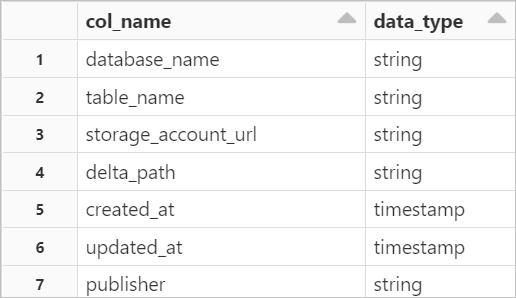 col_name data_type
1 database_name string
2 table_name string
3 storage_account_url string
4 delta_path string
5 created_at timestamp
6 updated_at timestamp
7 publisher string